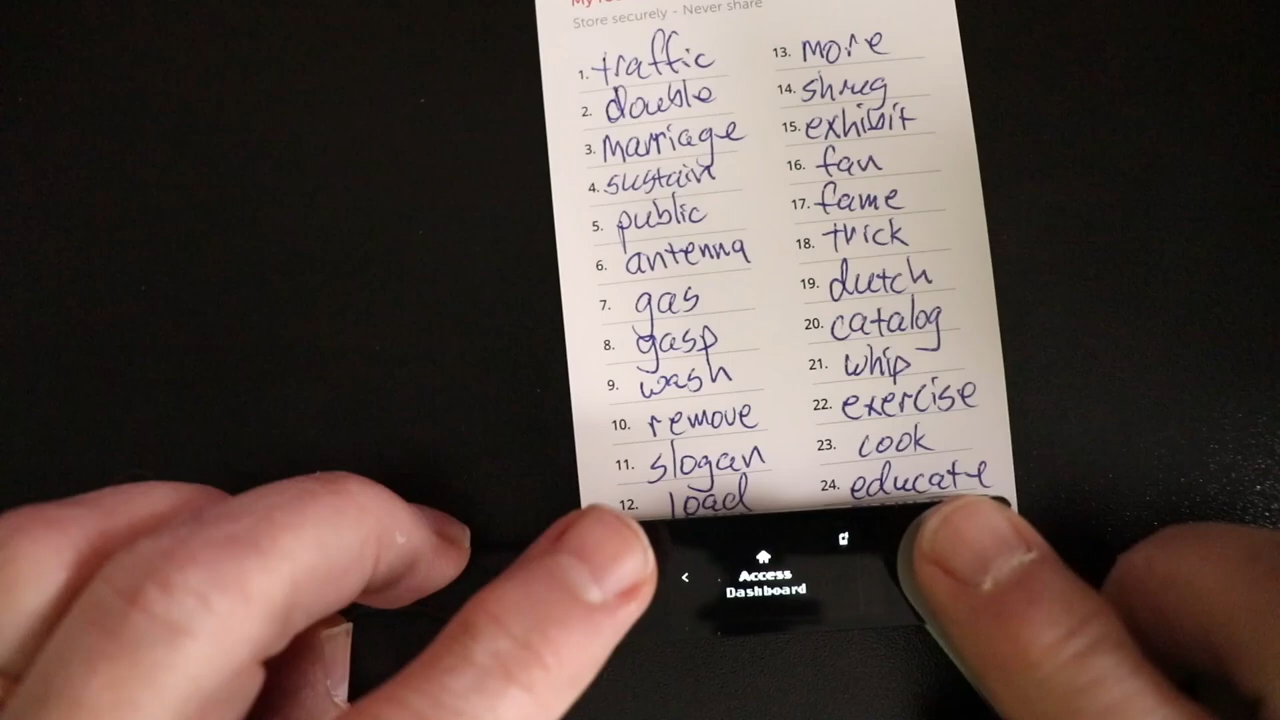 Store securely - Never share
1. traffic
2. double
3. marriage
4. sustain
5. public
6. antenna
7. gas
8. gasp
9. wash
10. remove
11. slogan
12. load
13. more
14. shrug
15. exhibit
16. fan
17. fame
18. trick
19. dutch
20. catalog
21. whip
22. exercise
23. cook
24. educate
Access
Dashboard